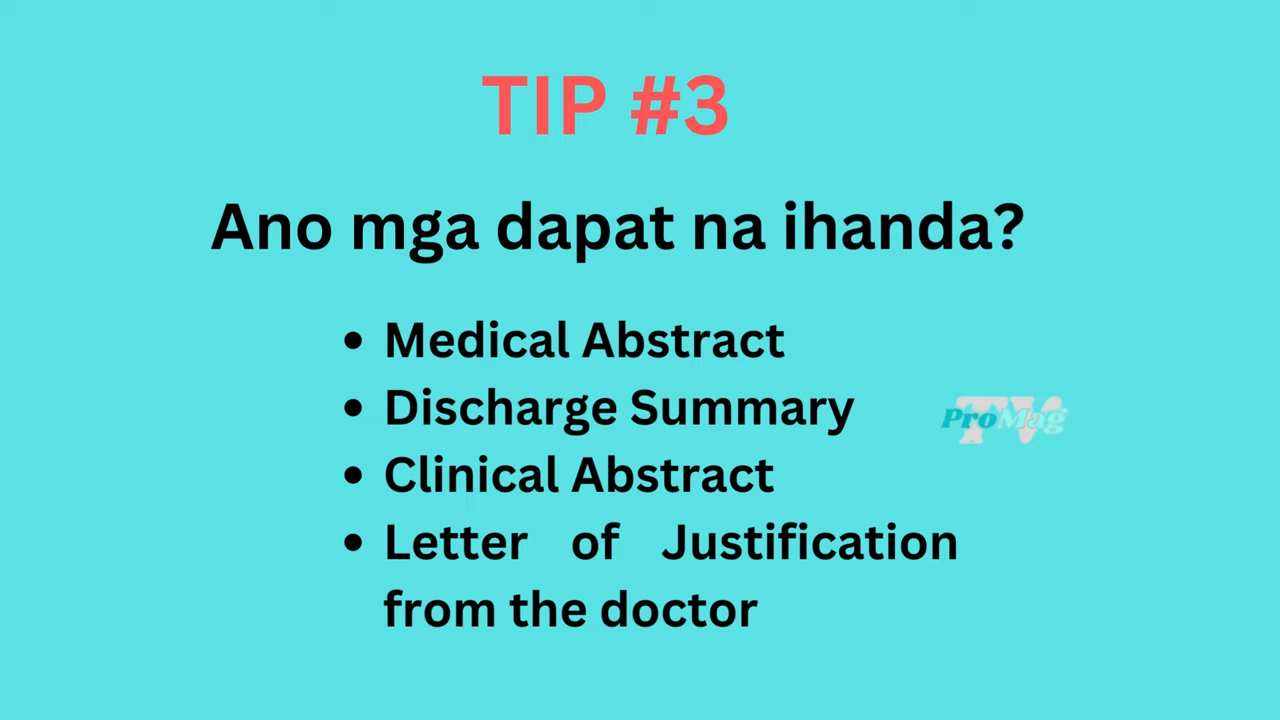 TIP #3
Ano mga dapat na ihanda?
• Medical Abstract
• Discharge Summary
TV
ProMag
• Clinical Abstract
• Letter of Justification
from the doctor